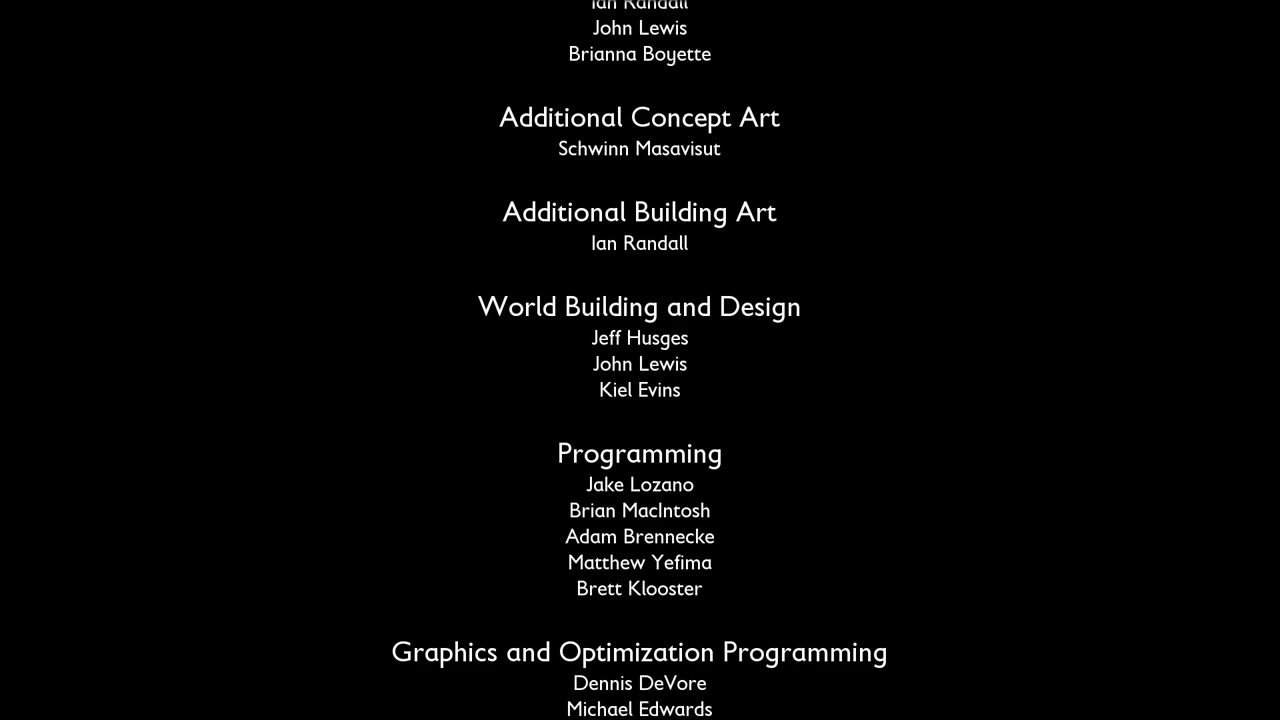 Ian Randall
John Lewis
Brianna Boyette
Additional Concept Art
Schwinn Masavisut
Additional Building Art
Ian Randall
World Building and Design
Jeff Husges
John Lewis
Kiel Evins
Programming
Jake Lozano
Brian MacIntosh
Adam Brennecke
Matthew Yefima
Brett Klooster
Graphics and Optimization Programming
Dennis DeVore
Michael Edwards